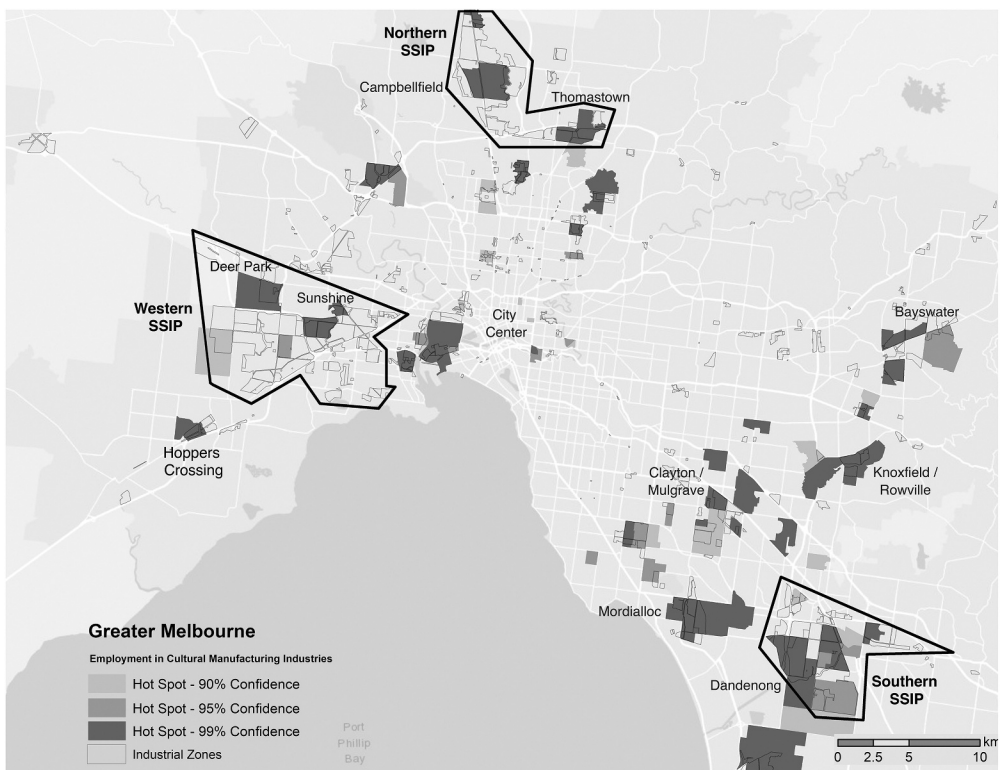 Northern
SSIP
Campbellfield
Thomastown
Deer Park
Sunshine
Western
SSIP
City
Center
Bayswater
Hoppers
Crossing
Clayton /
Mulgrave
Knoxfield /
Rowville
Mordialloc
Dandenong
Southern
SSIP
Greater Melbourne
Employment in Cultural Manufacturing Industries
Hot Spot - 90% Confidence
Hot Spot - 95% Confidence
Hot Spot - 99% Confidence
Industrial Zones
Port
Phillip
Bay
km
0 2.5 5 10